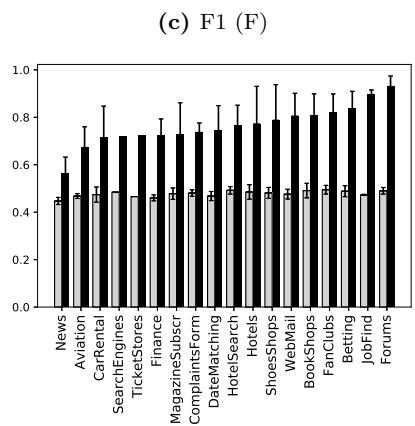 (c) F1 (F)
1.0
0.8
0.6
0.4
0.2
0.0
News
Aviation
CarRental
SearchEngines
TicketStores
Finance
MagazineSubscr
ComplaintsForm
DateMatching
HotelSearch
Hotels
ShoesShops
WebMail
BookShops
FanClubs
Betting
JobFind
Forums